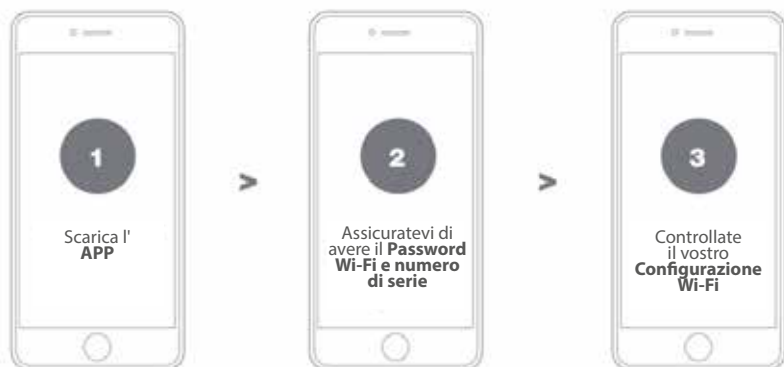 1
Scarica l'
APP
>
2
Assicuratevi di
avere il Password
Wi-Fi e numero
di serie
>
3
Controllate
il vostro
Configurazione
Wi-Fi